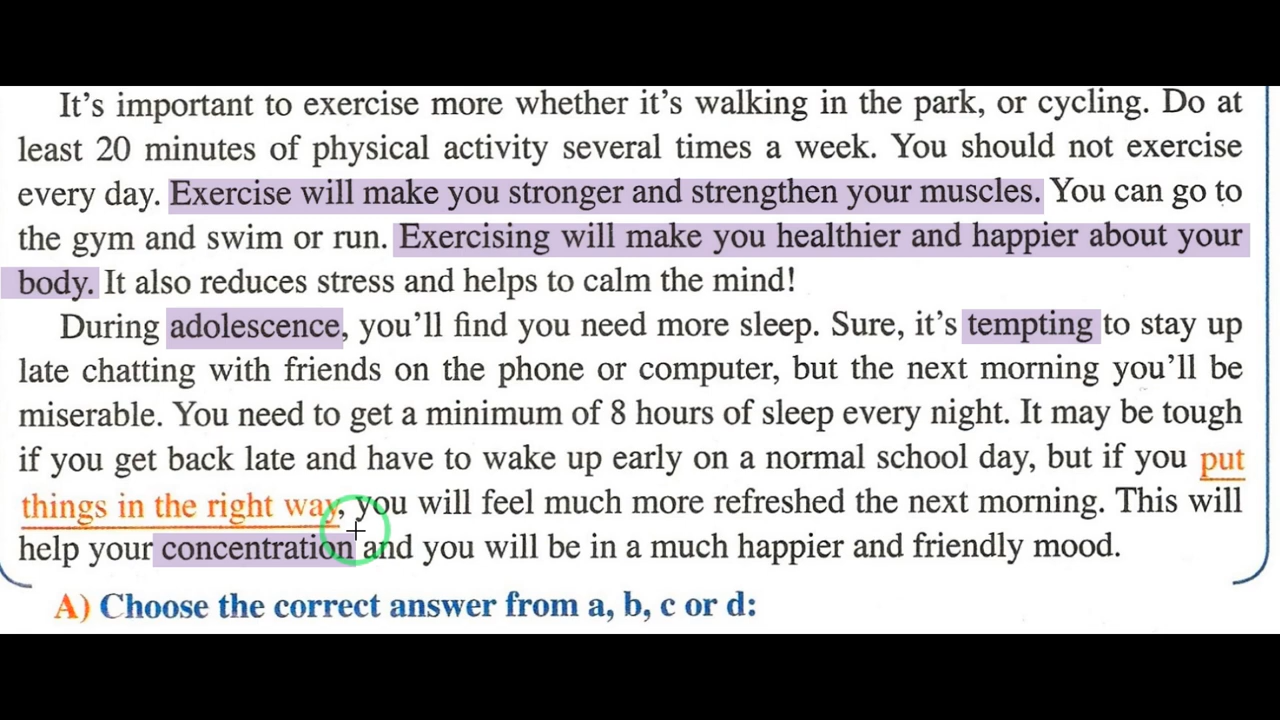 It's important to exercise more whether it's walking in the park, or cycling. Do at
least 20 minutes of physical activity several times a week. You should not exercise
every day. Exercise will make you stronger and strengthen your muscles. You can go to
the gym and swim or run. Exercising will make you healthier and happier about your
body. It also reduces stress and helps to calm the mind!
During adolescence, you'll find you need more sleep. Sure, it's tempting to stay up
late chatting with friends on the phone or computer, but the next morning you'll be
miserable. You need to get a minimum of 8 hours of sleep every night. It may be tough
if you get back late and have to wake up early on a normal school day, but if you put
things in the right way, you will feel much more refreshed the next morning. This will
help your concentration and you will be in a much happier and friendly mood.
A) Choose the correct answer from a, b, c or d: